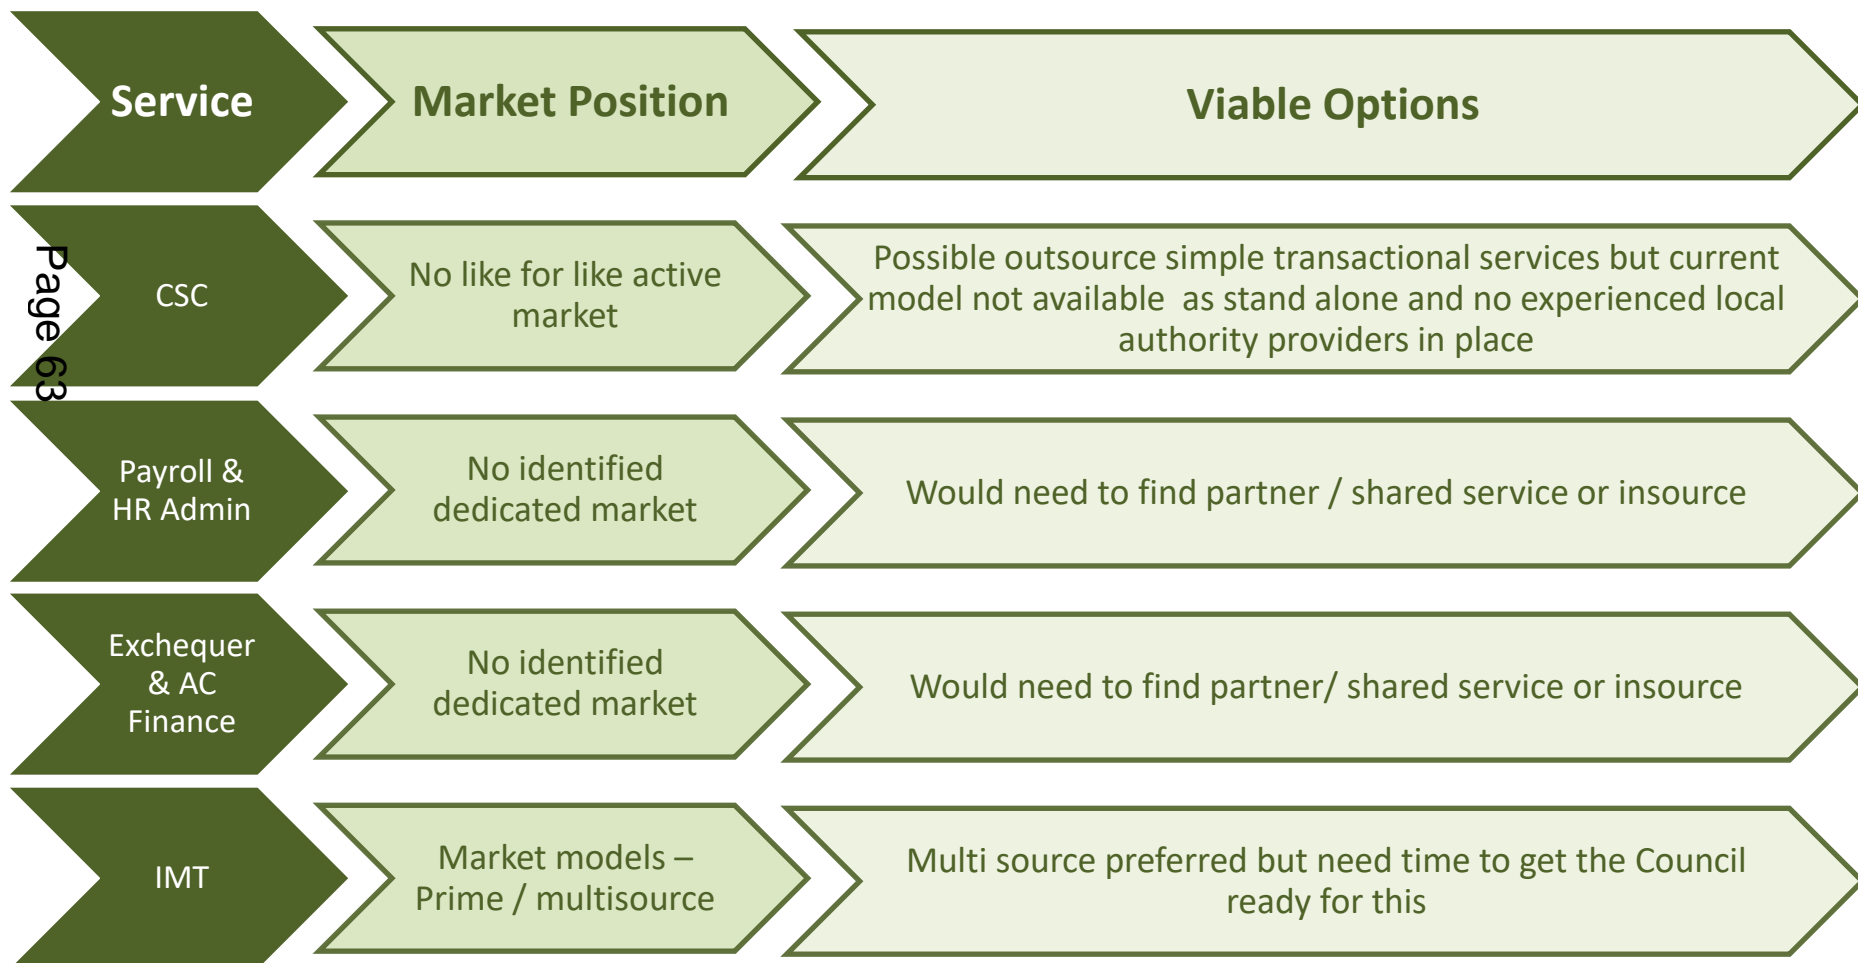 Service
Market Position
Viable Options
Page 63
CSC
No like for like active
market
Possible outsource simple transactional services but current
model not available  as stand alone and no experienced local
authority providers in place
Payroll &
HR Admin
No identified
dedicated market
Would need to find partner / shared service or insource
Exchequer
& AC
Finance
No identified
dedicated market
Would need to find partner/ shared service or insource
IMT
Market models –
Prime / multisource
Multi source preferred but need time to get the Council
ready for this